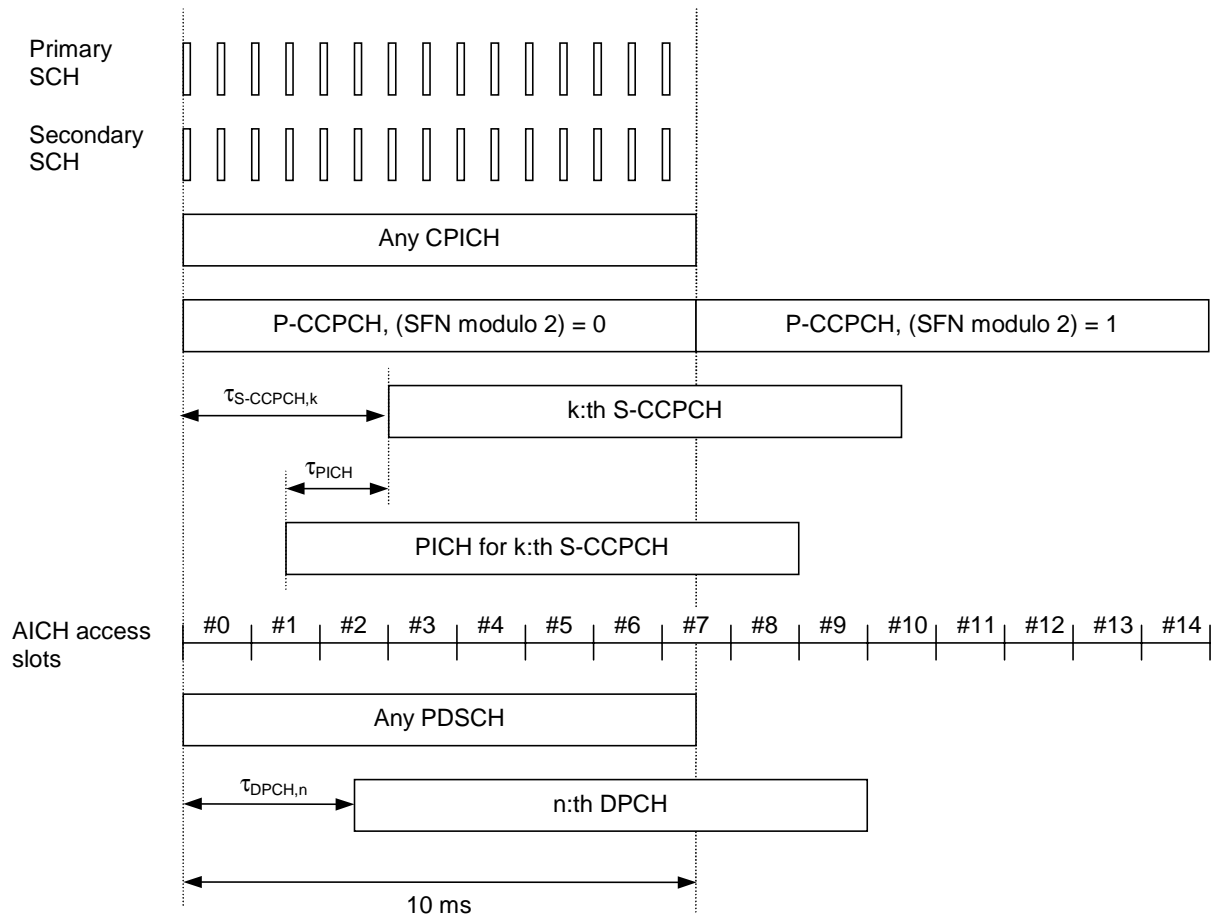 Primary
SCH
Secondary
SCH
Any CPICH
P-CCPCH, (SFN modulo 2) = 0
P-CCPCH, (SFN modulo 2) = 1
τS-CCPCH,k
k:th S-CCPCH
τPICH
PICH for k:th S-CCPCH
AICH access
slots
#0 #1 #2 #3 #4 #5 #6 #7 #8 #9 #10 #11 #12 #13 #14
Any PDSCH
τDPCH,n
n:th DPCH
10 ms